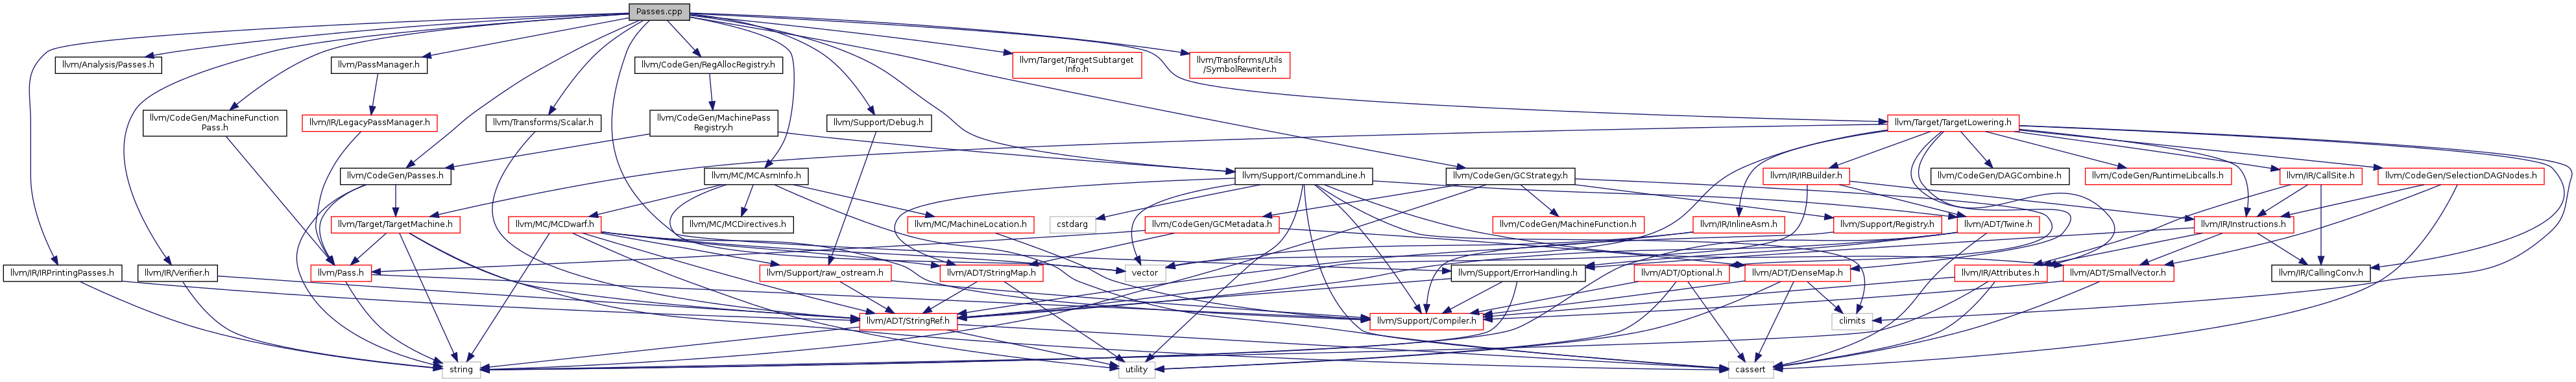 Passes.cpp
llvm/Analysis/Passes.h
llvm/PassManager.h
llvm/CodeGen/RegAllocRegistry.h
llvm/Target/TargetSubtarget
Info.h
llvm/Transforms/Utils
/SymbolRewriter.h
llvm/CodeGen/MachineFunction
Pass.h
llvm/IR/LegacyPassManager.h
llvm/Transforms/Scalar.h
llvm/CodeGen/MachinePass
Registry.h
llvm/Support/Debug.h
llvm/Target/TargetLowering.h
llvm/CodeGen/Passes.h
llvm/MC/MCAsmInfo.h
llvm/Support/CommandLine.h
llvm/CodeGen/GCStrategy.h
llvm/IR/IRBuilder.h
llvm/CodeGen/DAGCombine.h
llvm/CodeGen/RuntimeLibcalls.h
llvm/IR/CallSite.h
llvm/CodeGen/SelectionDAGNodes.h
llvm/Target/TargetMachine.h
llvm/MC/MCDwarf.h
llvm/MC/MCDirectives.h
llvm/MC/MachineLocation.h
cstdarg
llvm/CodeGen/GCMetadata.h
llvm/CodeGen/MachineFunction.h
llvm/IR/InlineAsm.h
llvm/Support/Registry.h
llvm/ADT/Twine.h
llvm/IR/Instructions.h
llvm/IR/IRPrintingPasses.h
llvm/IR/Verifier.h
llvm/Pass.h
llvm/Support/raw_ostream.h
llvm/ADT/StringMap.h
vector
llvm/Support/ErrorHandling.h
llvm/ADT/Optional.h
llvm/ADT/DenseMap.h
llvm/IR/Attributes.h
llvm/ADT/SmallVector.h
llvm/IR/CallingConv.h
llvm/ADT/StringRef.h
llvm/Support/Compiler.h
climits
string
utility
cassert